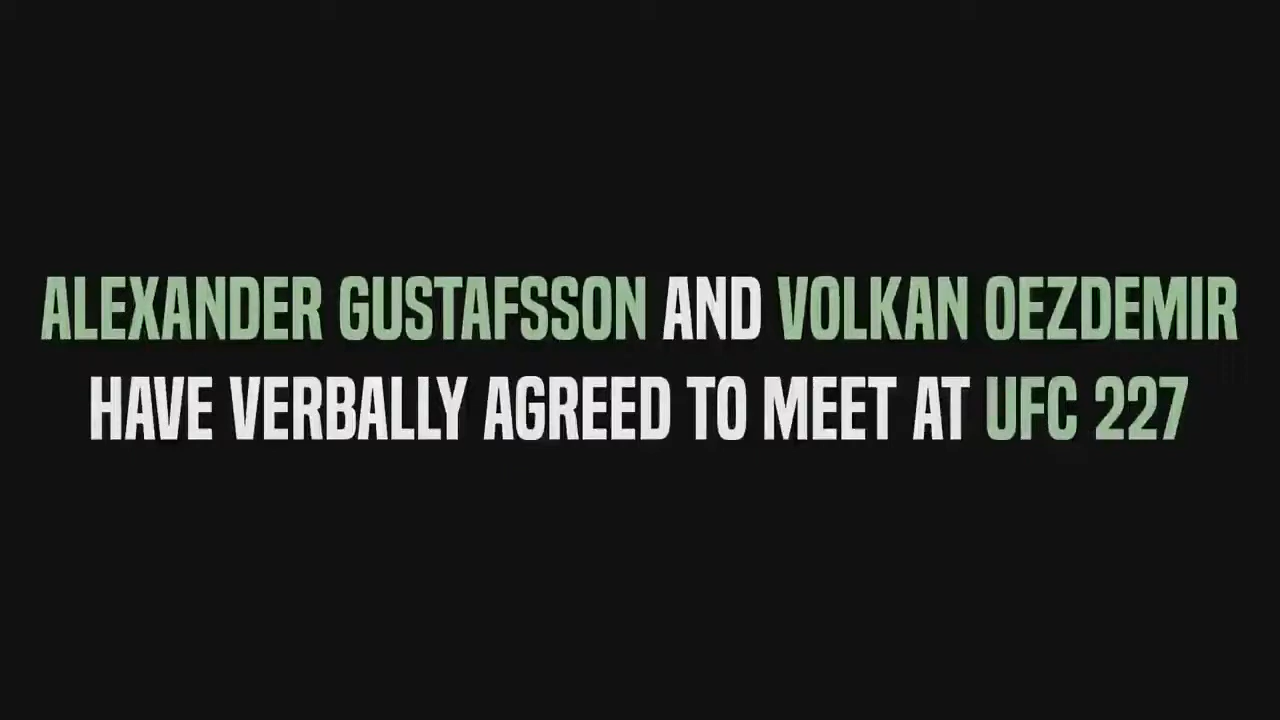 ALEXANDER GUSTAFSSON AND VOLKAN OEZDEMIR
HAVE VERBALLY AGREED TO MEET AT UFC 227